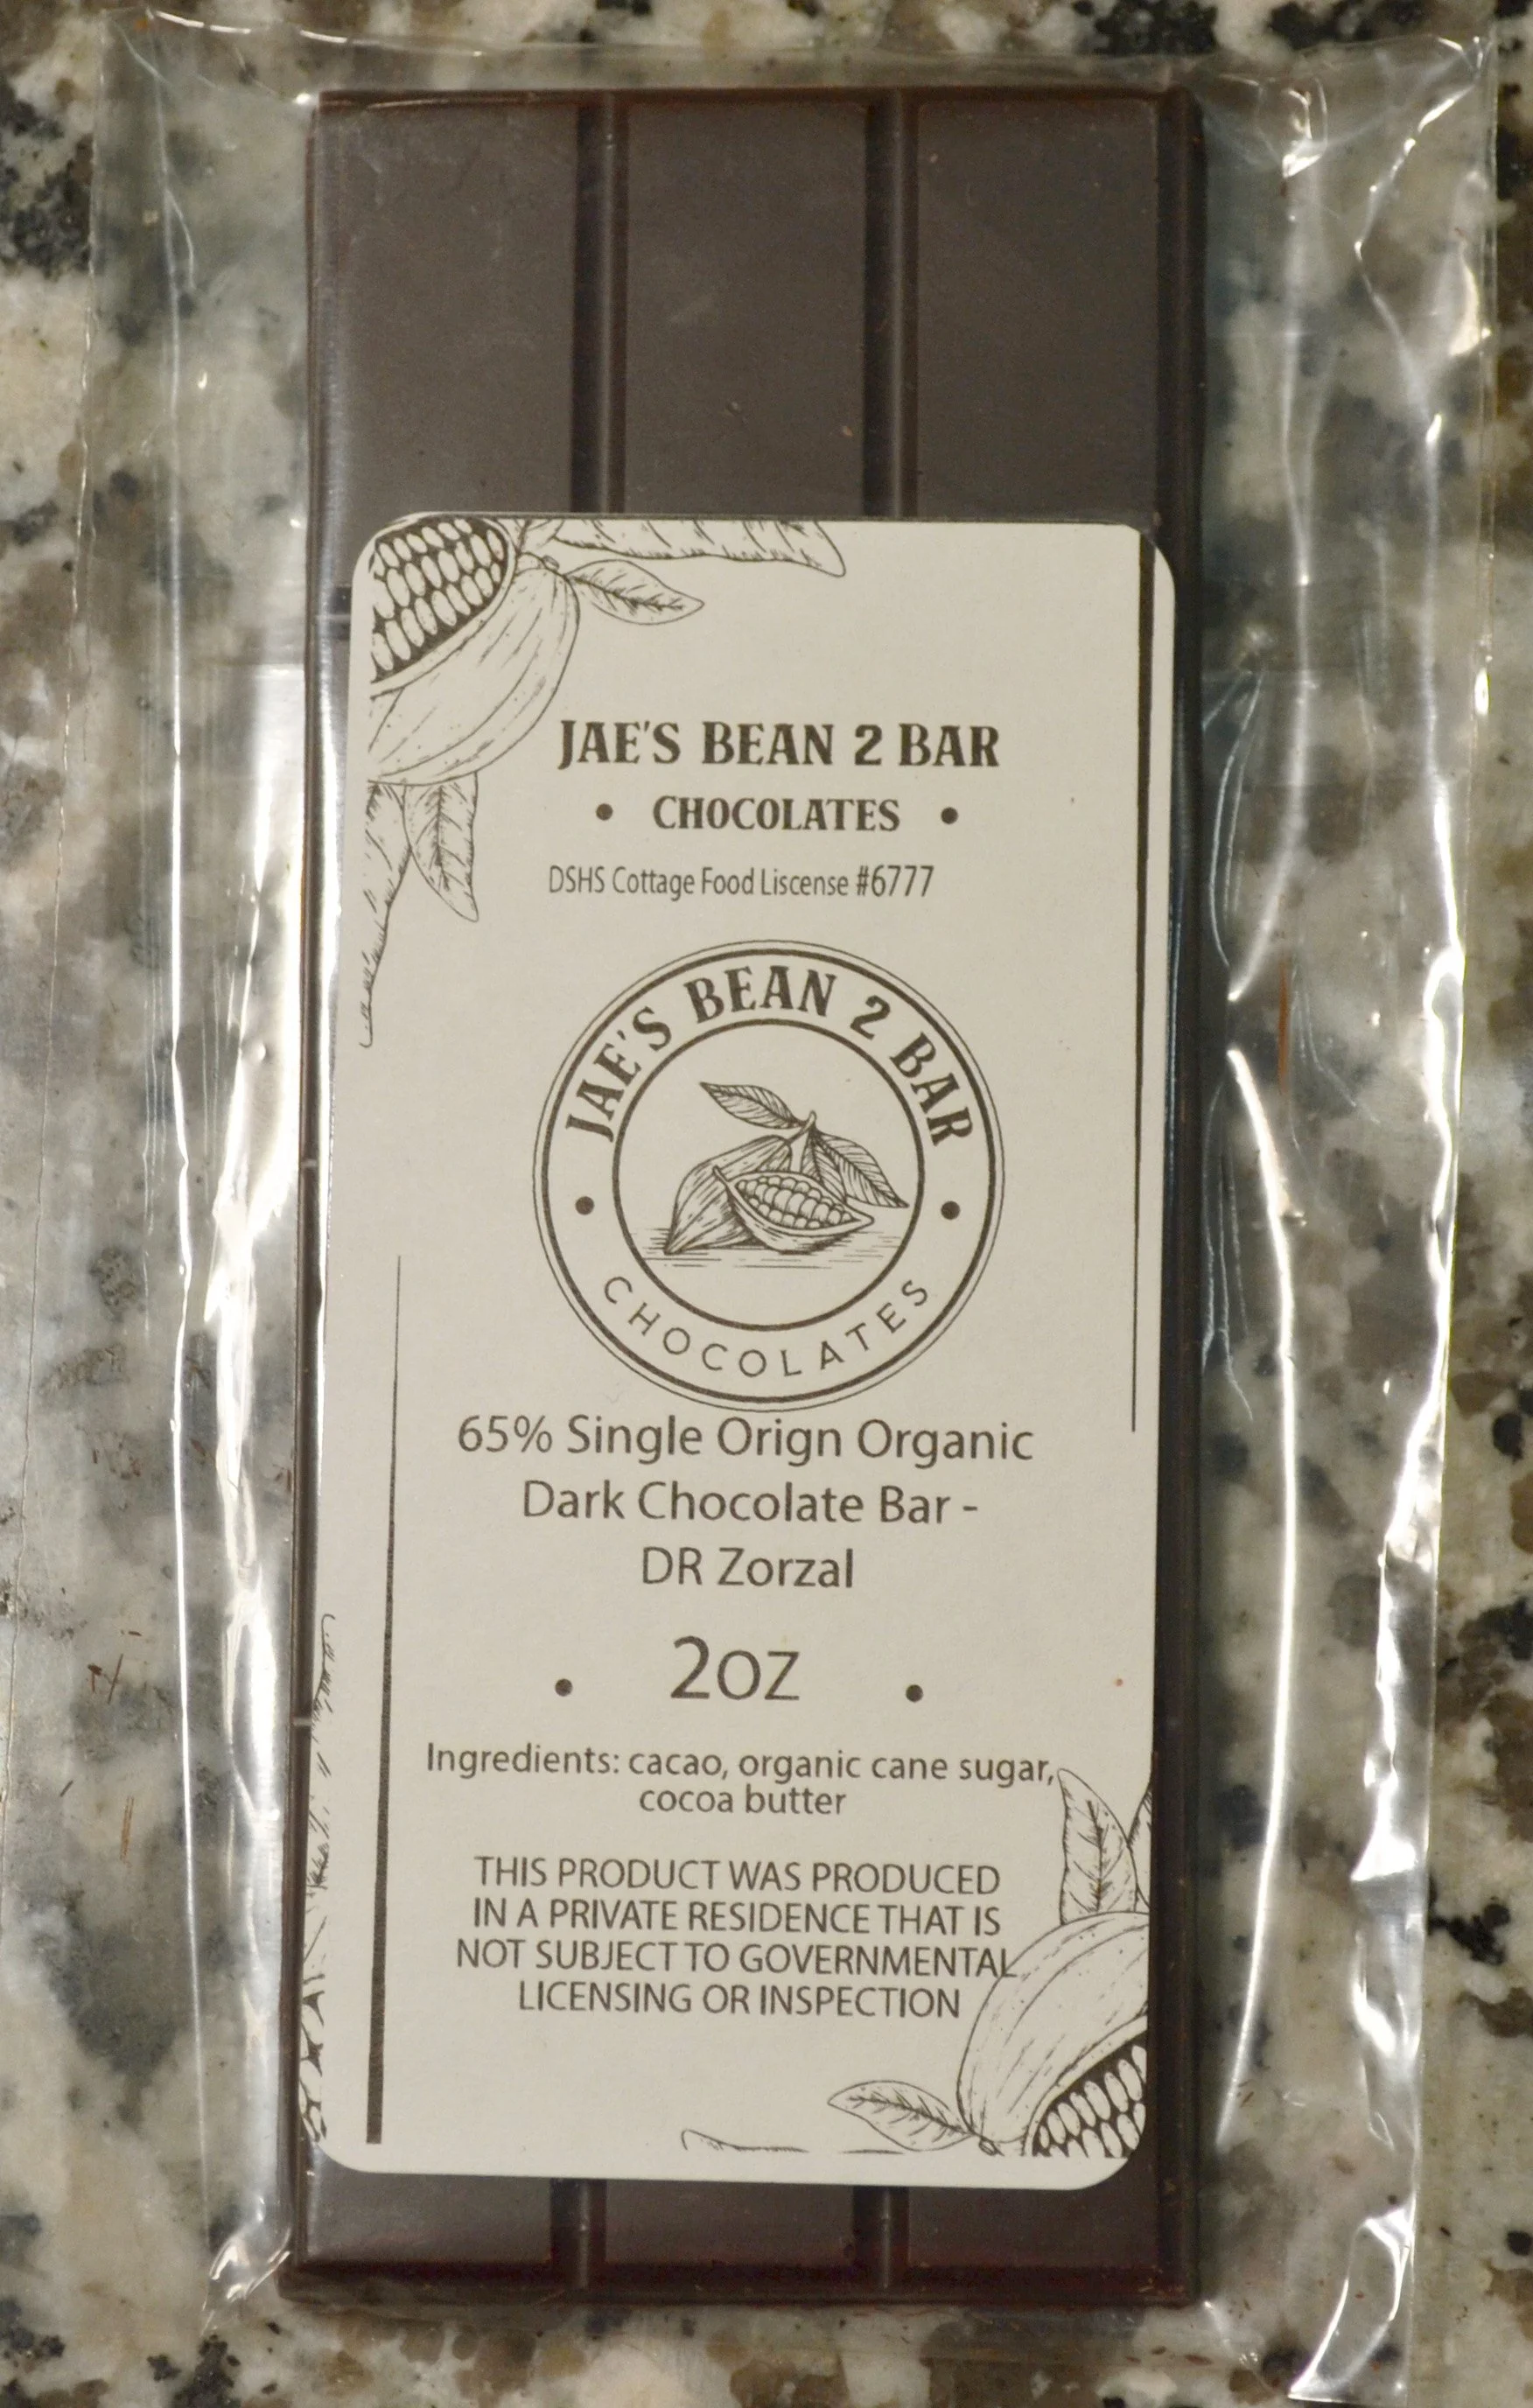 JAE'S BEAN 2 BAR
• CHOCOLATES •
DSHS Cottage Food Liscense #6777
JAE'S BEAN 2 BAR
• CHOCOLATES •
65% Single Orign Organic
Dark Chocolate Bar -
DR Zorzal
• 2oz •
Ingredients: cacao, organic cane sugar,
cocoa butter
THIS PRODUCT WAS PRODUCED
IN A PRIVATE RESIDENCE THAT IS
NOT SUBJECT TO GOVERNMENTAL
LICENSING OR INSPECTION